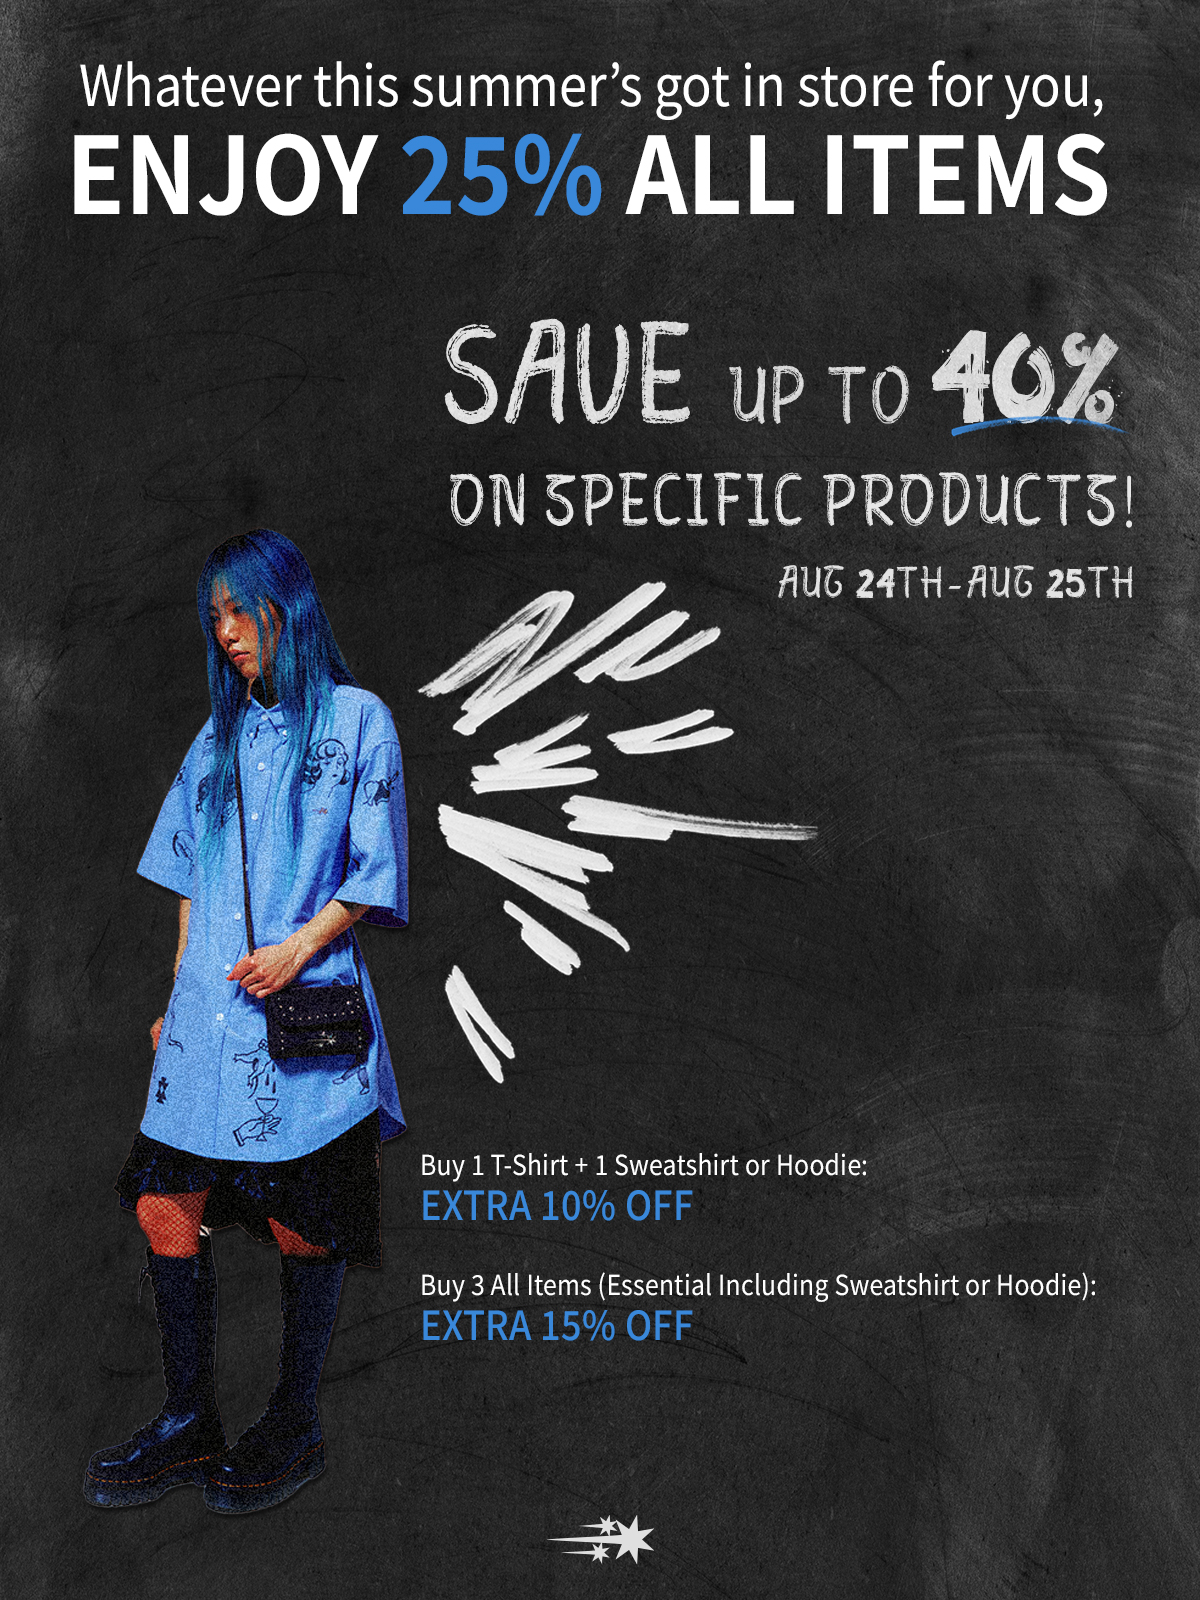 Whatever this summer’s got in store for you,
ENJOY 25% ALL ITEMS
SAVE UP TO 40%
ON SPECIFIC PRODUCTS!
AUG 24TH-AUG 25TH
Buy 1 T-Shirt + 1 Sweatshirt or Hoodie:
EXTRA 10% OFF
Buy 3 All Items (Essential Including Sweatshirt or Hoodie):
EXTRA 15% OFF